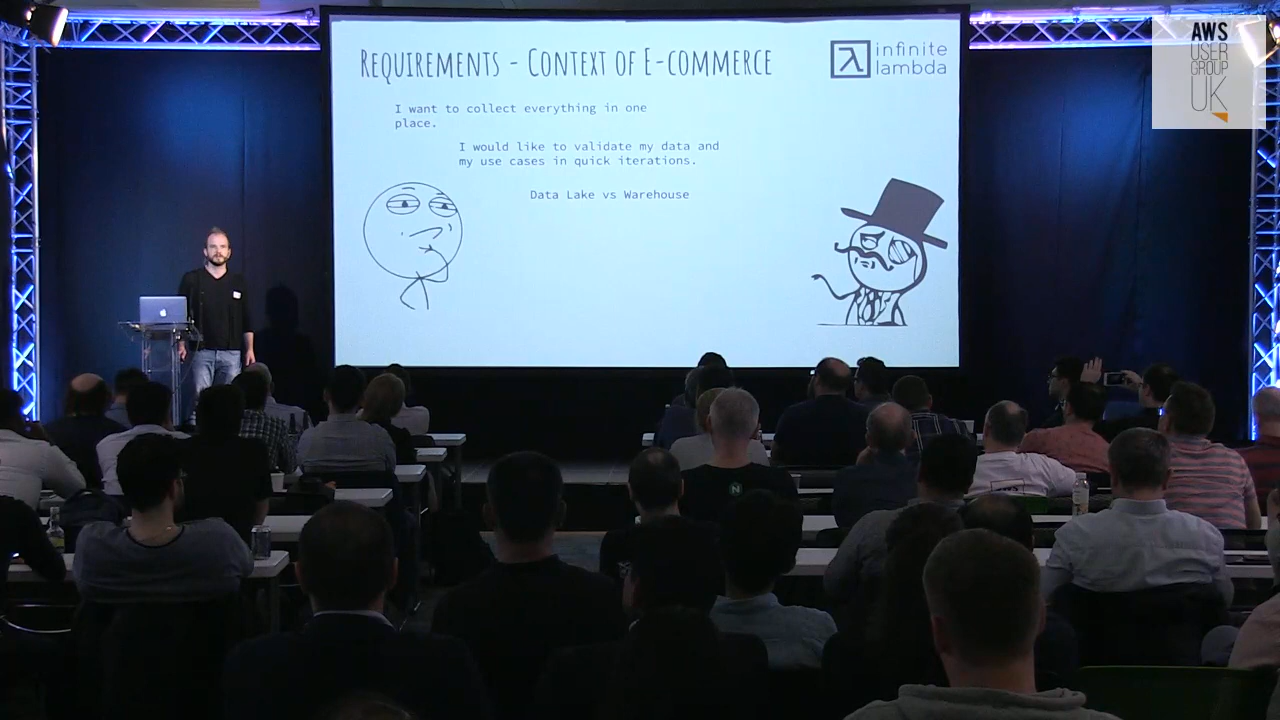 Requirements - Context of E-commerce
infinite
lambda
I want to collect everything in one
place.
I would like to validate my data and
my use cases in quick iterations.
Data Lake vs Warehouse
AWS
USER
GROUP
UK
N